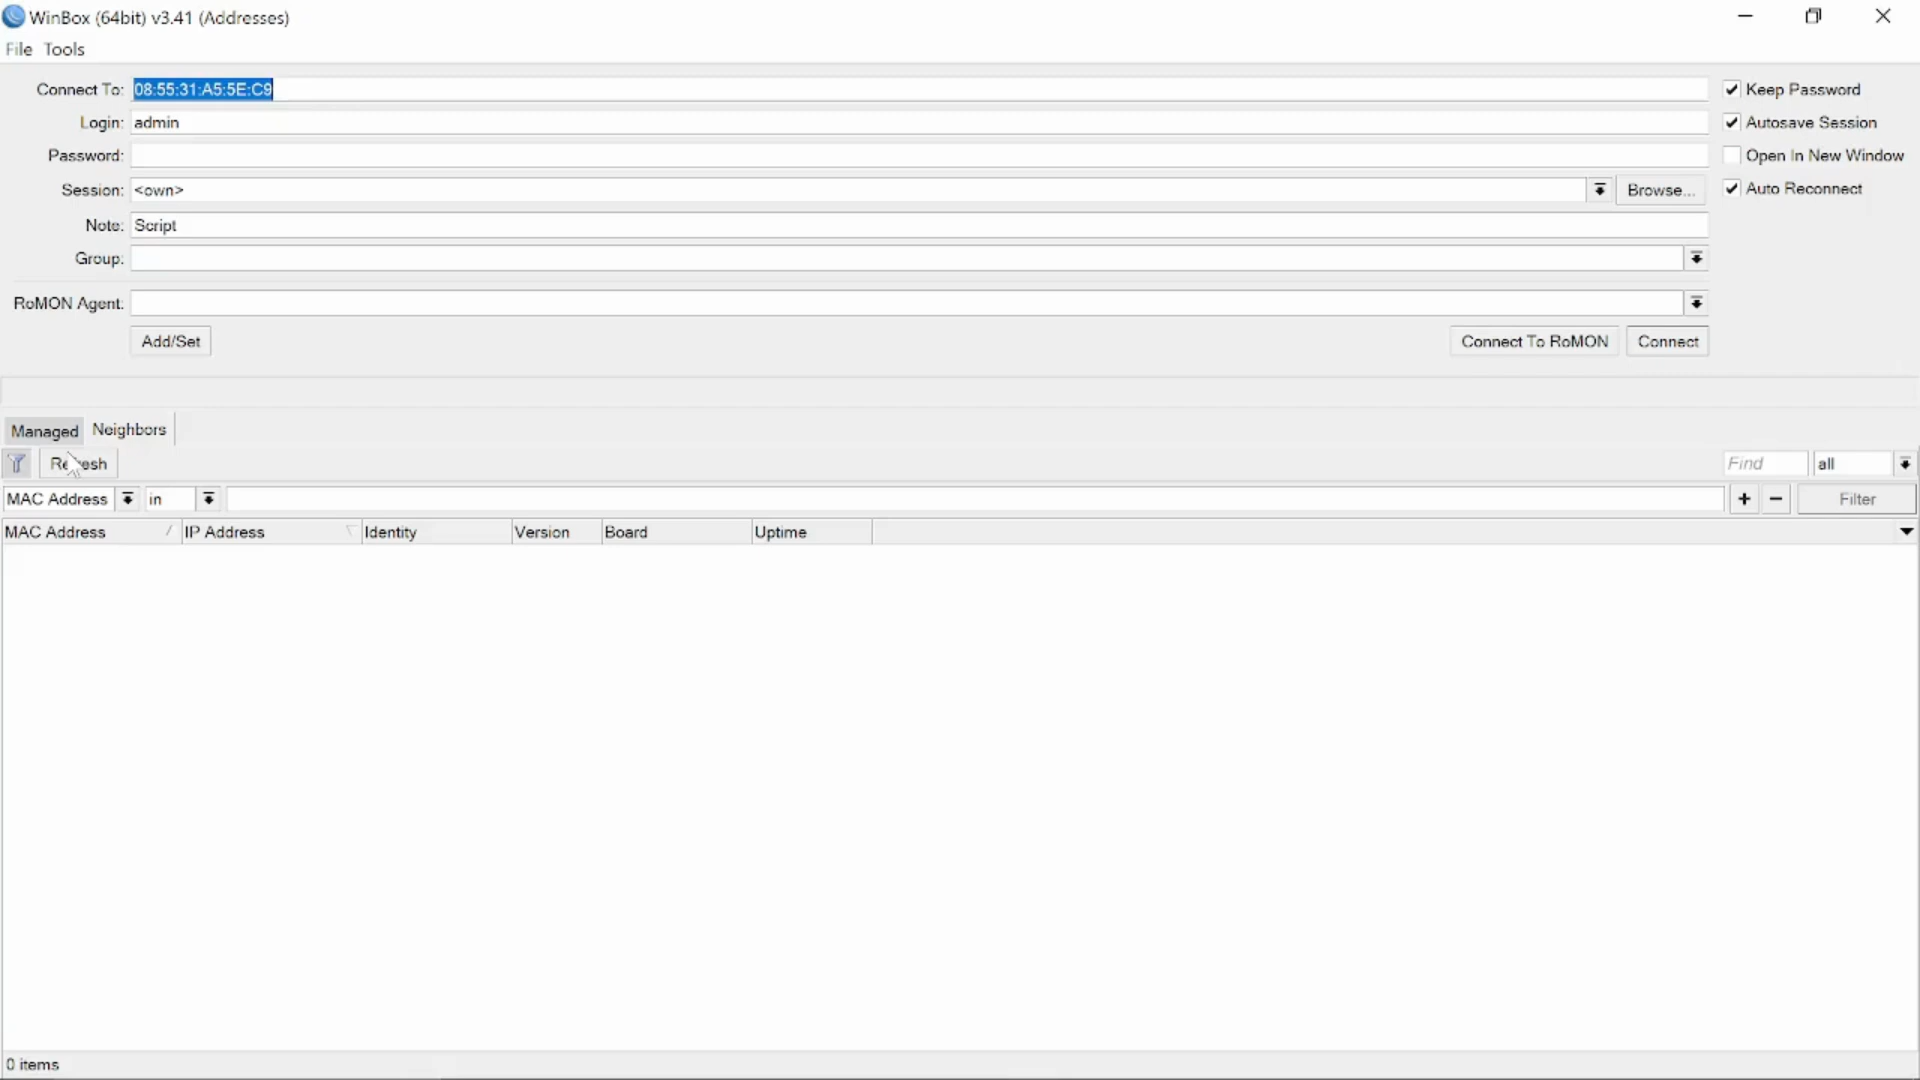 WinBox (64bit) v3.41 (Addresses)
File Tools
Connect To: 08:55:31:A5:5E:C9
Keep Password
Login: admin
Autosave Session
Password:
Open In New Window
Session: <own>
Browse...
Auto Reconnect
Note: Script
Group:
RoMON Agent:
Add/Set
Connect To RoMON
Connect
Managed
Neighbors
Refresh
Find
all
MAC Address
in
+
-
Filter
MAC Address
IP Address
Identity
Version
Board
Uptime
0 items